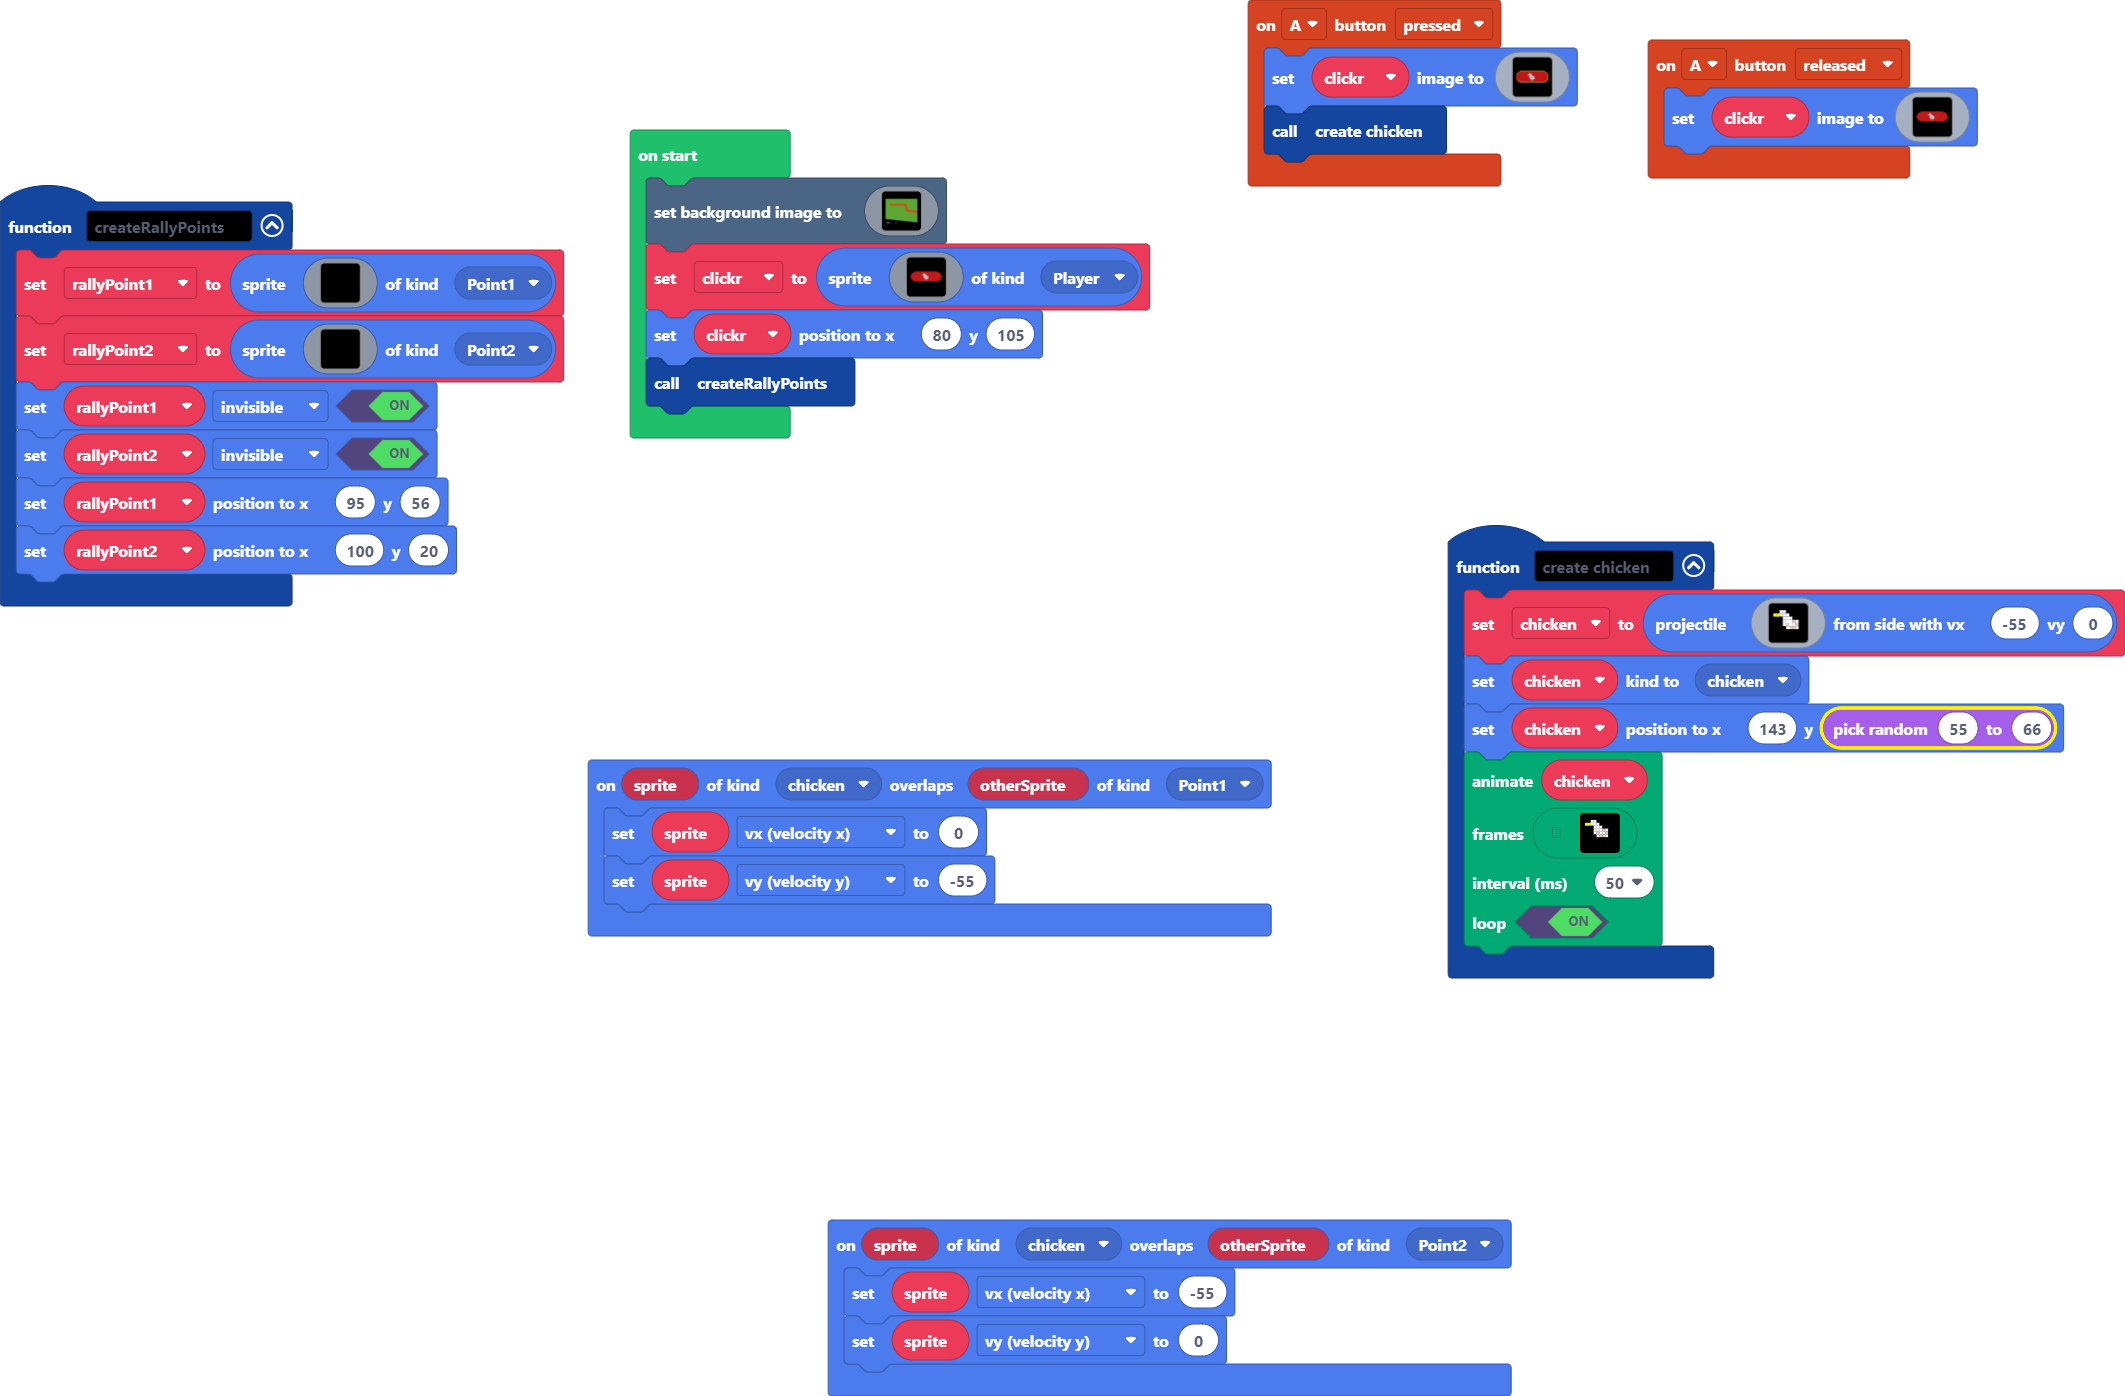 on A button pressed
set clickr image to
call create chicken
on A button released
set clickr image to
on start
set background image to
set clickr to sprite of kind Player
set clickr position to x 80 y 105
call createRallyPoints
function createRallyPoints
set rallyPoint1 to sprite of kind Point1
set rallyPoint2 to sprite of kind Point2
set rallyPoint1 invisible ON
set rallyPoint2 invisible ON
set rallyPoint1 position to x 95 y 56
set rallyPoint2 position to x 100 y 20
function create chicken
set chicken to projectile from side with vx -55 vy 0
set chicken kind to chicken
set chicken position to x 143 y pick random 55 to 66
animate chicken
frames
interval (ms) 50
loop ON
on sprite of kind chicken overlaps otherSprite of kind Point1
set sprite vx (velocity x) to 0
set sprite vy (velocity y) to -55
on sprite of kind chicken overlaps otherSprite of kind Point2
set sprite vx (velocity x) to -55
set sprite vy (velocity y) to 0